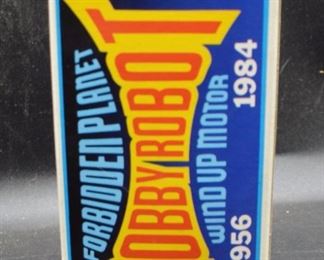 FORBIDDEN PLANET
OBBY ROBOT
WIND UP MOTOR
1956 1984